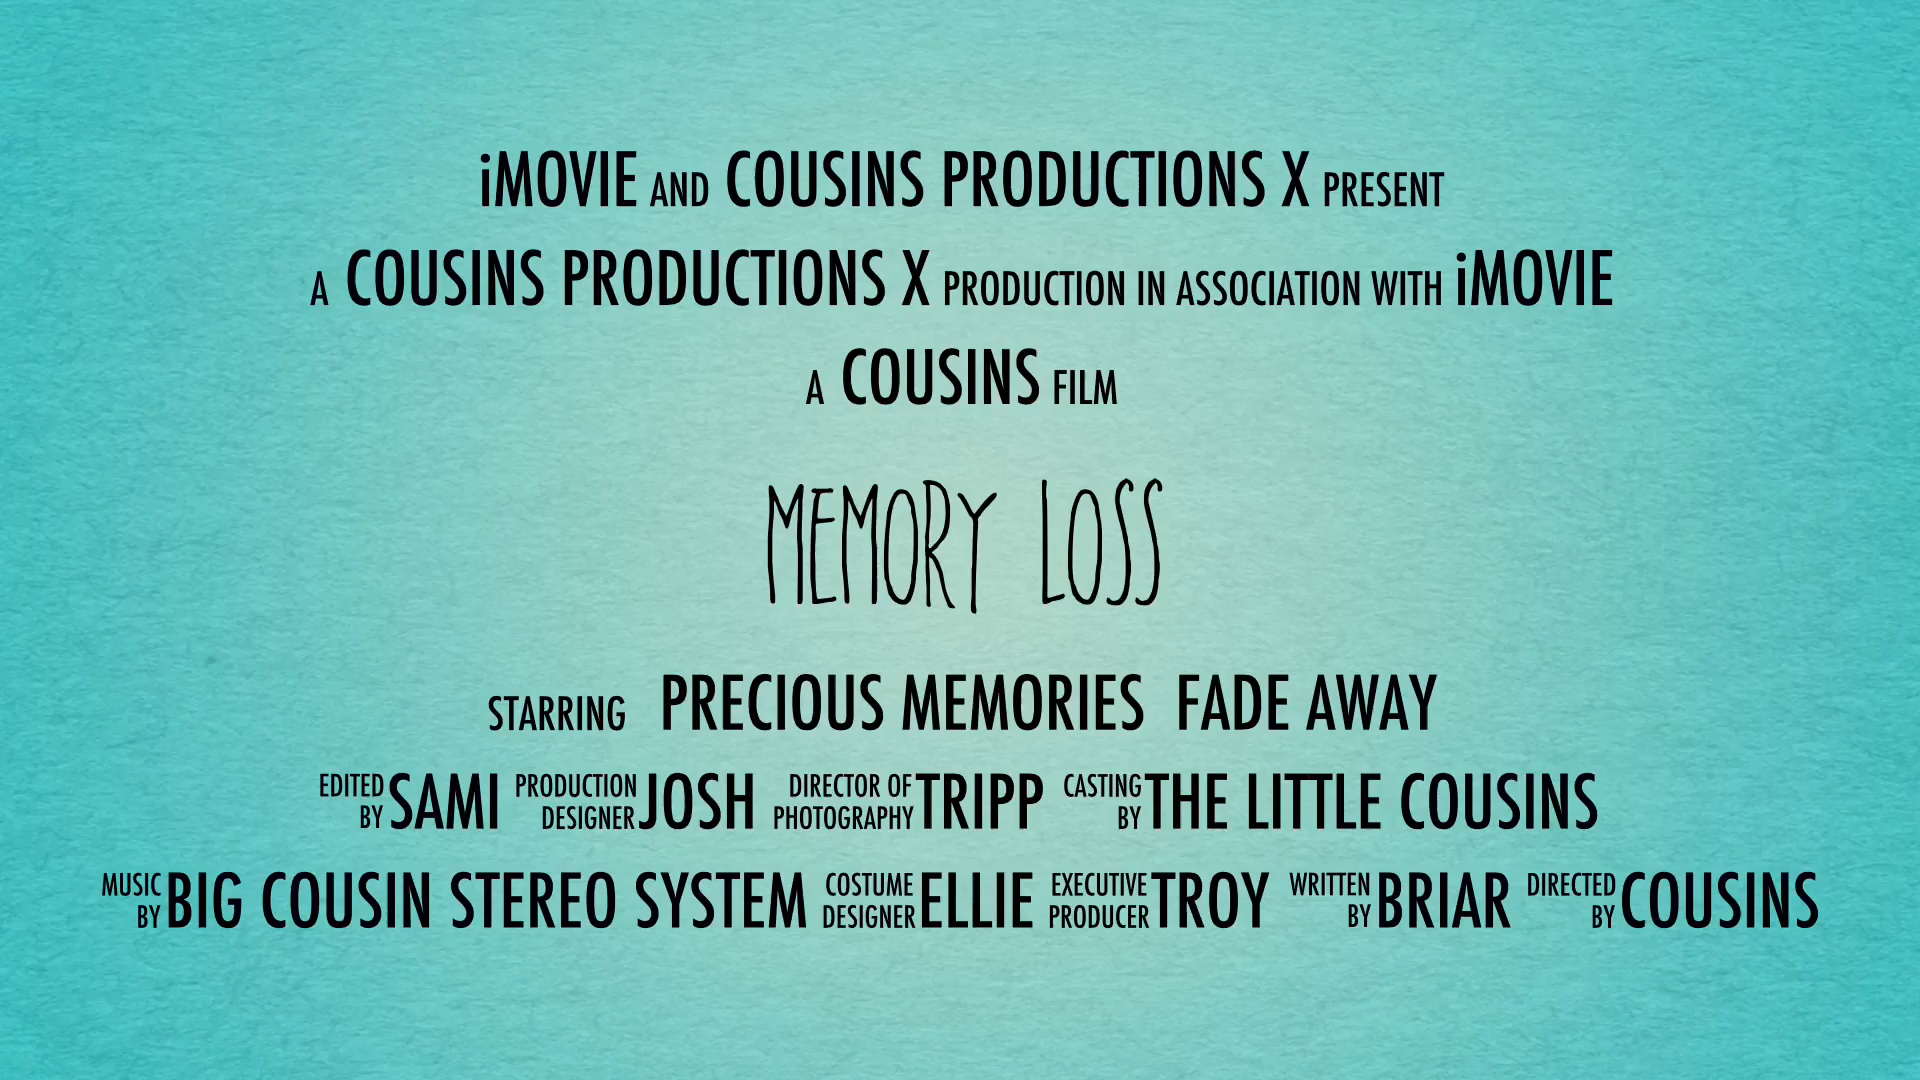 iMOVIE AND COUSINS PRODUCTIONS X PRESENT
A COUSINS PRODUCTIONS X PRODUCTION IN ASSOCIATION WITH iMOVIE
A COUSINS FILM
MEMORY LOSS
STARRING PRECIOUS MEMORIES FADE AWAY
EDITED BY SAMI PRODUCTION DESIGNER JOSH DIRECTOR OF PHOTOGRAPHY TRIPP CASTING BY THE LITTLE COUSINS
MUSIC BY BIG COUSIN STEREO SYSTEM COSTUME DESIGNER ELLIE EXECUTIVE PRODUCER TROY WRITTEN BY BRIAR DIRECTED BY COUSINS